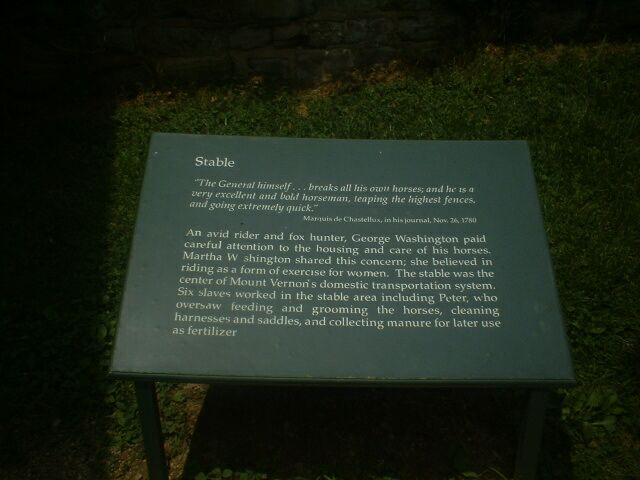 Stable
"The General himself . . . breaks all his own horses; and he is a
very excellent and bold horseman, leaping the highest fences,
and going extremely quick."
Marquis de Chastellux, in his journal, Nov. 26, 1780
An avid rider and fox hunter, George Washington paid
careful attention to the housing and care of his horses.
Martha W shington shared this concern; she believed in
riding as a form of exercise for women. The stable was the
center of Mount Vernon's domestic transportation system.
Six slaves worked in the stable area including Peter, who
oversaw feeding and grooming the horses, cleaning
harnesses and saddles, and collecting manure for later use
as fertilizer